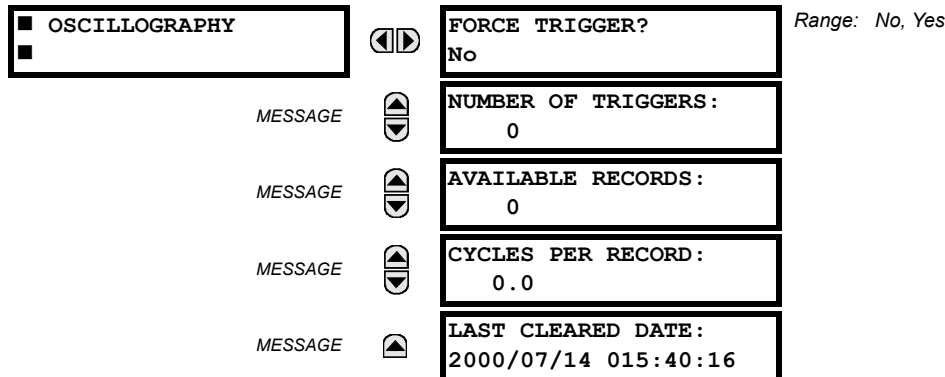 OSCILLOGRAPHY
FORCE TRIGGER?
No
Range: No, Yes
MESSAGE
NUMBER OF TRIGGERS:
0
MESSAGE
AVAILABLE RECORDS:
0
MESSAGE
CYCLES PER RECORD:
0.0
MESSAGE
LAST CLEARED DATE:
2000/07/14 015:40:16